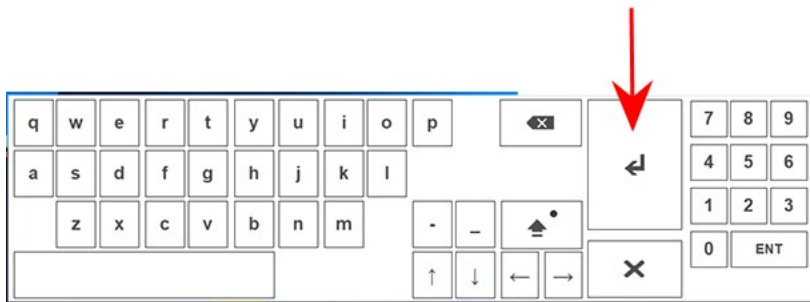 q w e r t y u i o p 7 8 9
a s d f g h j k l 4 5 6
z x c v b n m - _ 1 2 3
↑ ↓ ← → 0 ENT